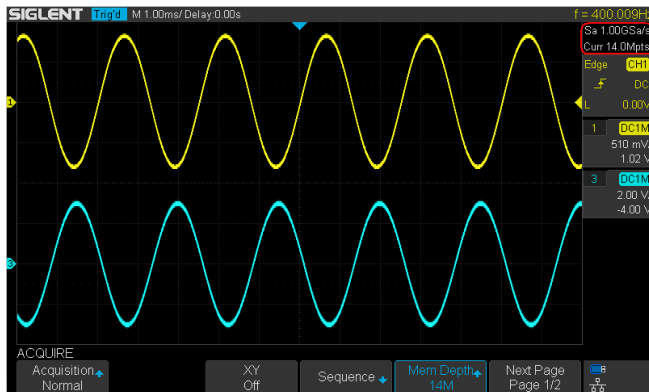 SIGLENT Trig'd M 1.00ms/ Delay:0.00s f = 400.009Hz
Sa 1.00GSa/s
Curr 14.0Mpts
Edge CH1
DC
L 0.00V
1 DC1M
510 mV/
1.02 V
3 DC1M
2.00 V/
-4.00 V
1
3
ACQUIRE
Acquisition XY Sequence Mem Depth Next Page
Normal Off 14M Page 1/2